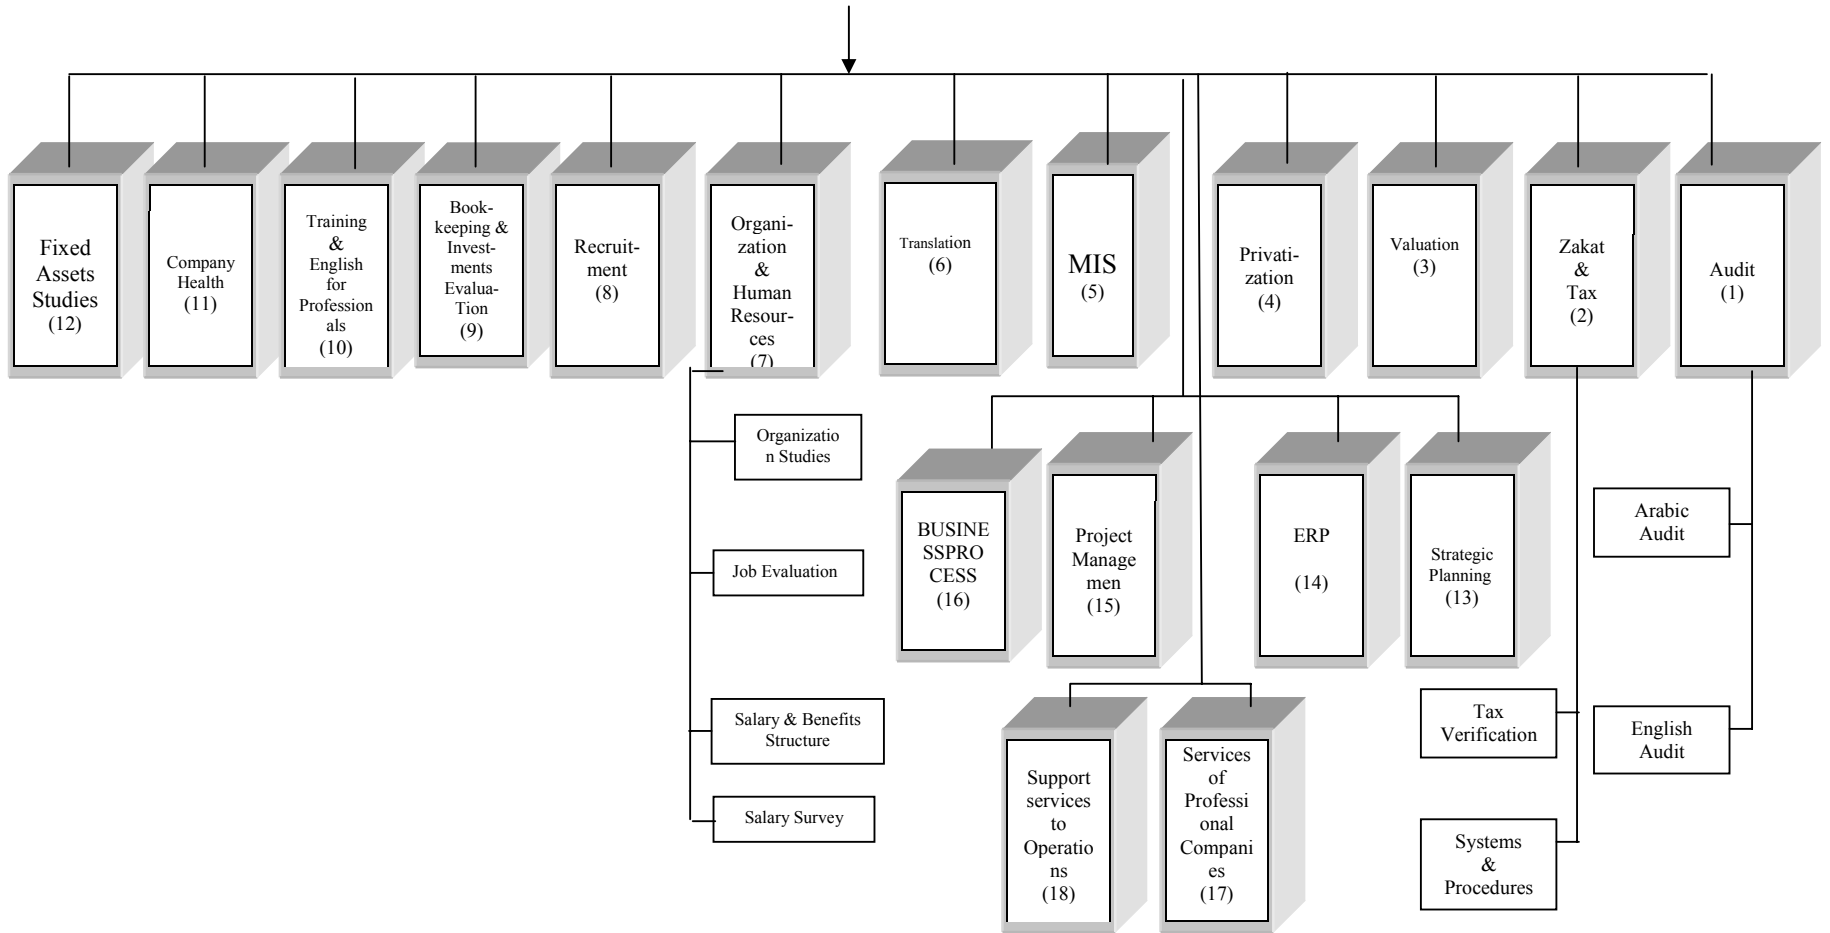 Fixed
Assets
Studies
(12)
Company
Health
(11)
Training
&
English
for
Profession
als
(10)
Book-
keeping &
Invest-
ments
Evalua-
Tion
(9)
Recruit-
ment
(8)
Organi-
zation
&
Human
Resour-
ces
(7)
Translation
(6)
MIS
(5)
Privati-
zation
(4)
Valuation
(3)
Zakat
&
Tax
(2)
Audit
(1)
Organizatio
n Studies
Job Evaluation
Salary & Benefits
Structure
Salary Survey
BUSINE
SSPRO
CESS
(16)
Project
Manage
men
(15)
ERP
(14)
Strategic
Planning
(13)
Arabic
Audit
English
Audit
Tax
Verification
Systems
&
Procedures
Support
services
to
Operatio
ns
(18)
Services
of
Professi
onal
Compani
es
(17)